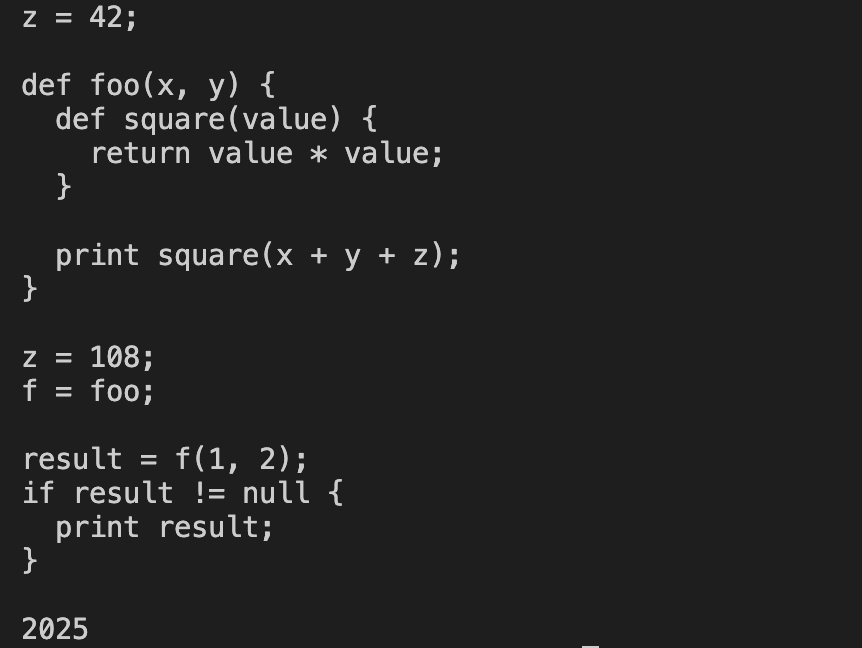 z = 42;

def foo(x, y) {
  def square(value) {
    return value * value;
  }

  print square(x + y + z);
}

z = 108;
f = foo;

result = f(1, 2);
if result != null {
  print result;
}

2025